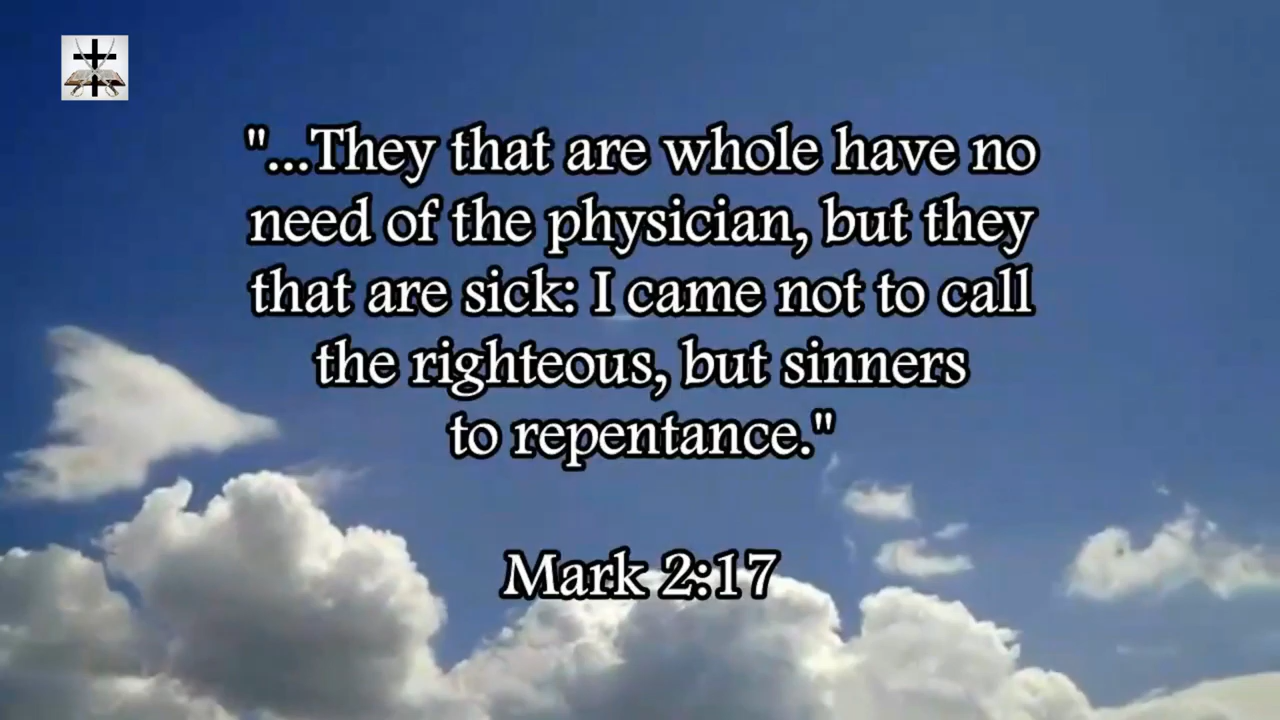 "...They that are whole have no
need of the physician, but they
that are sick: I came not to call
the righteous, but sinners
to repentance."
Mark 2:17